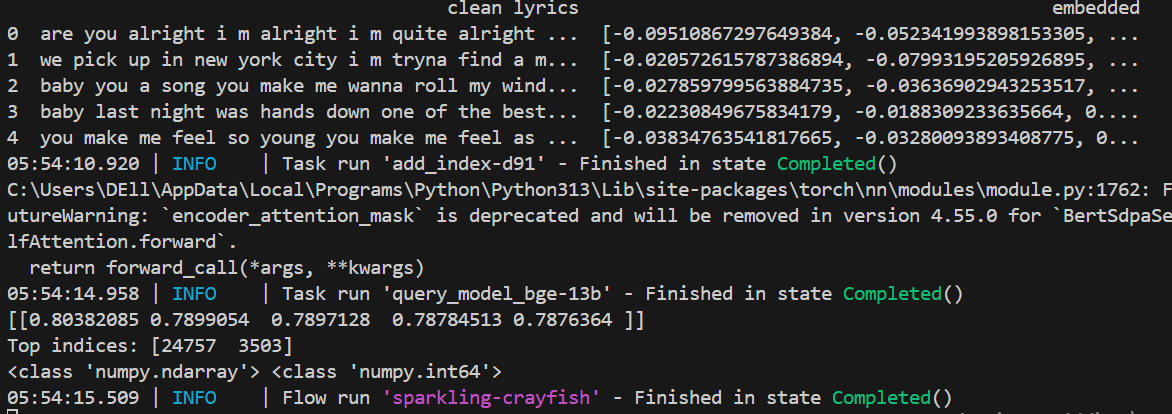 clean lyrics embedded
0 are you alright i m alright i m quite alright ... [-0.09510867297649384, -0.052341993898153305, ...
1 we pick up in new york city i m tryna find a m... [-0.020572615787386894, -0.07993195205926895, ...
2 baby you a song you make me wanna roll my wind... [-0.027859799563884735, -0.03636902943253517, ...
3 baby last night was hands down one of the best... [-0.02230849675834179, -0.0188309233635664, 0....
4 you make me feel so young you make me feel as ... [-0.03834763541817665, -0.03280093893408775, 0...
05:54:10.920 | INFO | Task run 'add_index-d91' - Finished in state Completed()
C:\Users\DEll\AppData\Local\Programs\Python\Python313\Lib\site-packages\torch\nn\modules\module.py:1762: F
utureWarning: `encoder_attention_mask` is deprecated and will be removed in version 4.55.0 for `BertSdpaSe
lfAttention.forward`.
return forward_call(*args, **kwargs)
05:54:14.958 | INFO | Task run 'query_model_bge-13b' - Finished in state Completed()
[[0.80382085 0.7899054 0.7897128 0.78784513 0.7876364 ]]
Top indices: [24757 3503]
<class 'numpy.ndarray'> <class 'numpy.int64'>
05:54:15.509 | INFO | Flow run 'sparkling-crayfish' - Finished in state Completed()